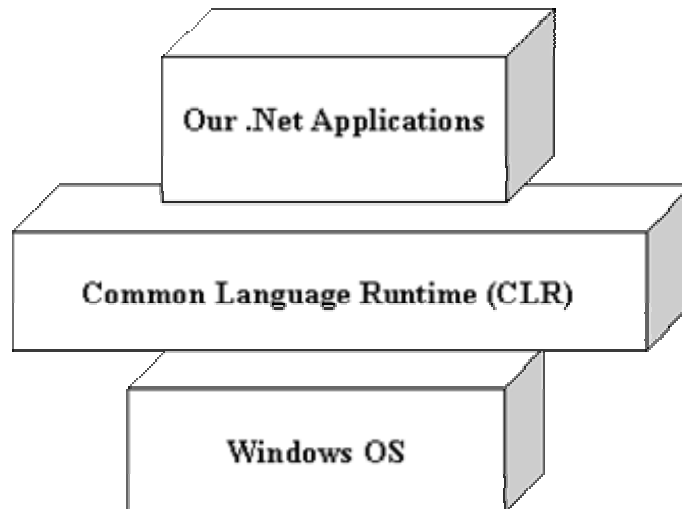 Our .Net Applications
Common Language Runtime (CLR)
Windows OS